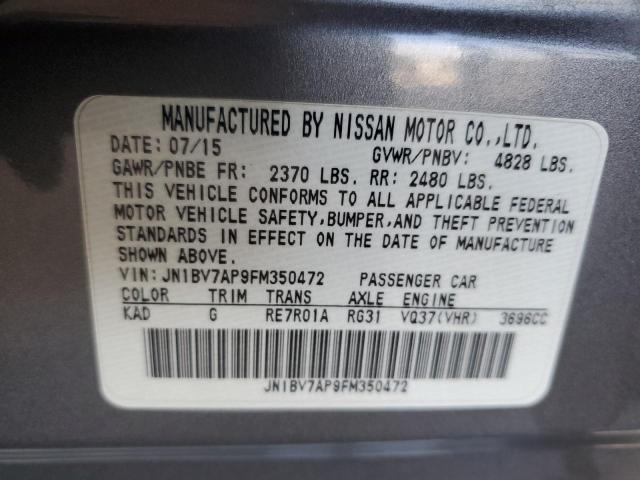 MANUFACTURED BY NISSAN MOTOR CO.,LTD.
DATE: 07/15 GVWR/PNBV: 4828 LBS.
GAWR/PNBE FR: 2370 LBS. RR: 2480 LBS.
THIS VEHICLE CONFORMS TO ALL APPLICABLE FEDERAL
MOTOR VEHICLE SAFETY,BUMPER,AND THEFT PREVENTION
STANDARDS IN EFFECT ON THE DATE OF MANUFACTURE
SHOWN ABOVE.
VIN: JN1BV7AP9FM350472 PASSENGER CAR
COLOR TRIM TRANS AXLE ENGINE
KAD G RE7R01A RG31 VQ37(VHR) 3696CC
JN1BV7AP9FM350472